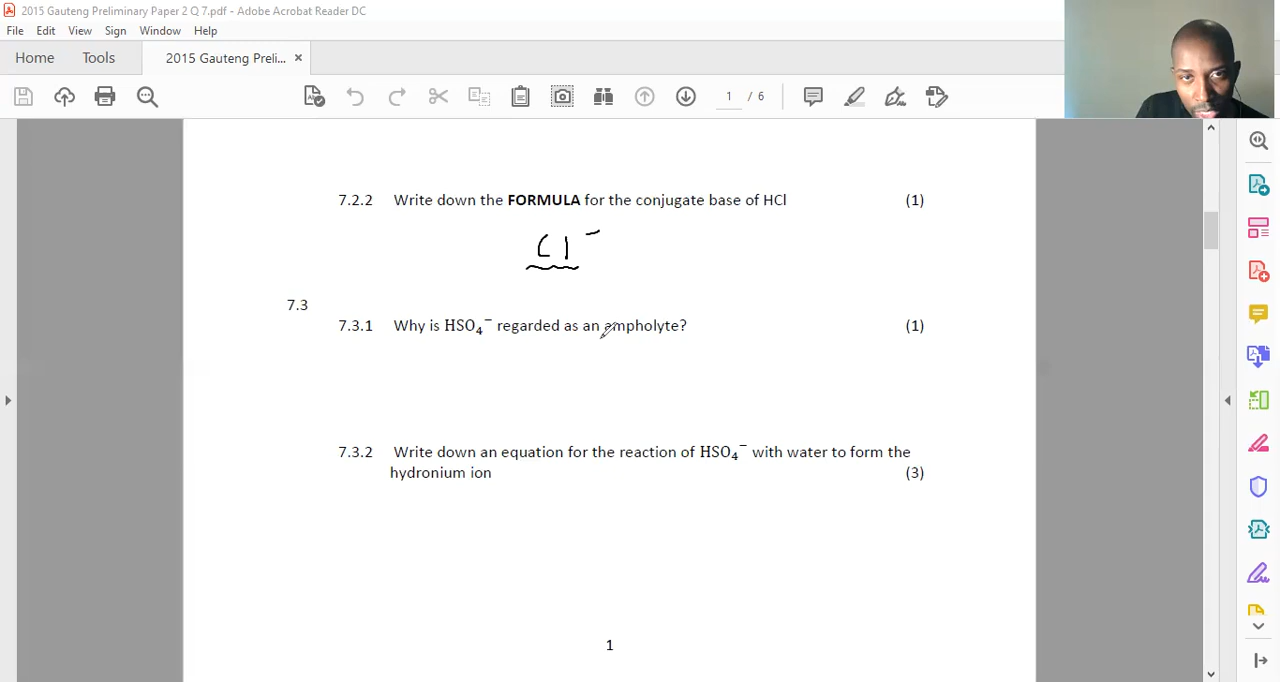 2015 Gauteng Preliminary Paper 2 Q 7.pdf - Adobe Acrobat Reader DC
File Edit View Sign Window Help
Home Tools 2015 Gauteng Preli... ×
1 / 6
7.2.2 Write down the FORMULA for the conjugate base of HCl (1)
Cl⁻
7.3
7.3.1 Why is HSO₄⁻ regarded as an ampholyte? (1)
7.3.2 Write down an equation for the reaction of HSO₄⁻ with water to form the
hydronium ion (3)
1